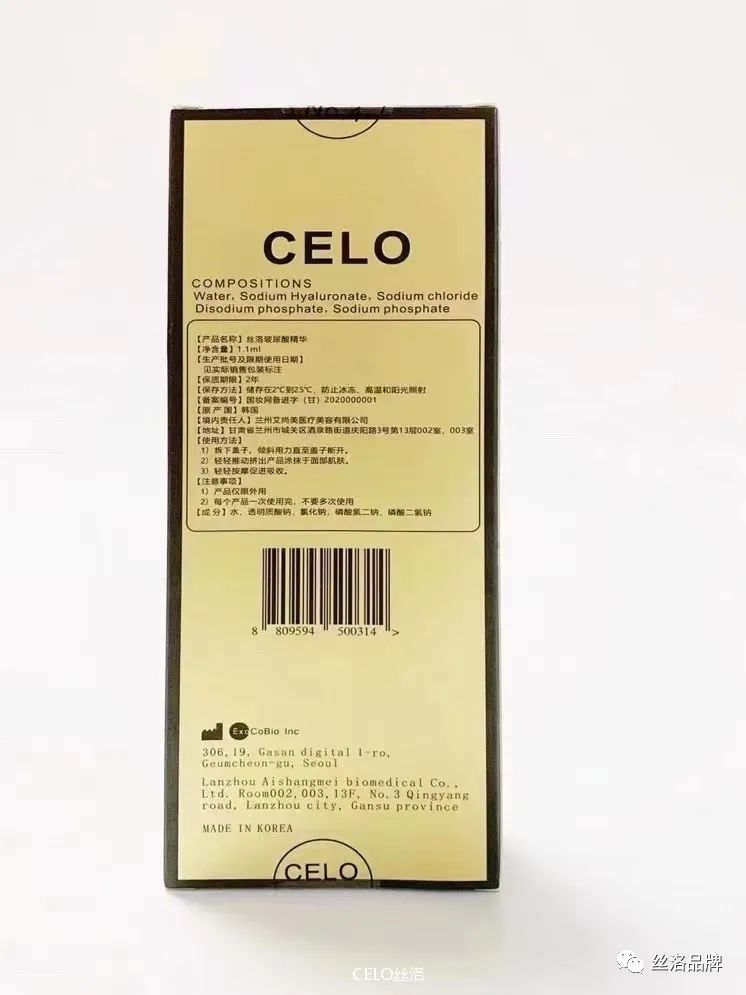 CELO
COMPOSITIONS
Water, Sodium Hyaluronate, Sodium chloride
Disodium phosphate, Sodium phosphate
【产品名称】丝洛玻尿酸精华
【净含量】1.1ml
【生产批号及限期使用日期】
见实际销售包装标注
【保质期限】2年
【保存方法】储存在2℃到25℃、防止冰冻、高温和阳光照射
【备案编号】国妆网备进字（甘）2020000001
【原 产 国】韩国
【境内责任人】兰州艾尚美医疗美容有限公司
【地址】甘肃省兰州市城关区酒泉路街道庆阳路3号第13层002室、003室
【使用方法】
1）拆下盖子，倾斜用力直至盖子断开。
2）轻轻推动挤出产品涂抹于面部肌肤。
3）轻轻按摩促进吸收。
【注意事项】
1）产品仅限外用
2）每个产品一次使用完，不要多次使用
【成 分】水、透明质酸钠、氯化钠、磷酸氢二钠、磷酸二氢钠
8 809594 500314 >
ExoCoBio Inc
306,19, Gasan digital 1-ro,
Geumcheon-gu, Seoul
Lanzhou Aishangmei biomedical Co.,
Ltd. Room002,003,13F, No.3 Qingyang
road, Lanzhou city, Gansu province
MADE IN KOREA
CELO
CELO丝洛
丝洛品牌